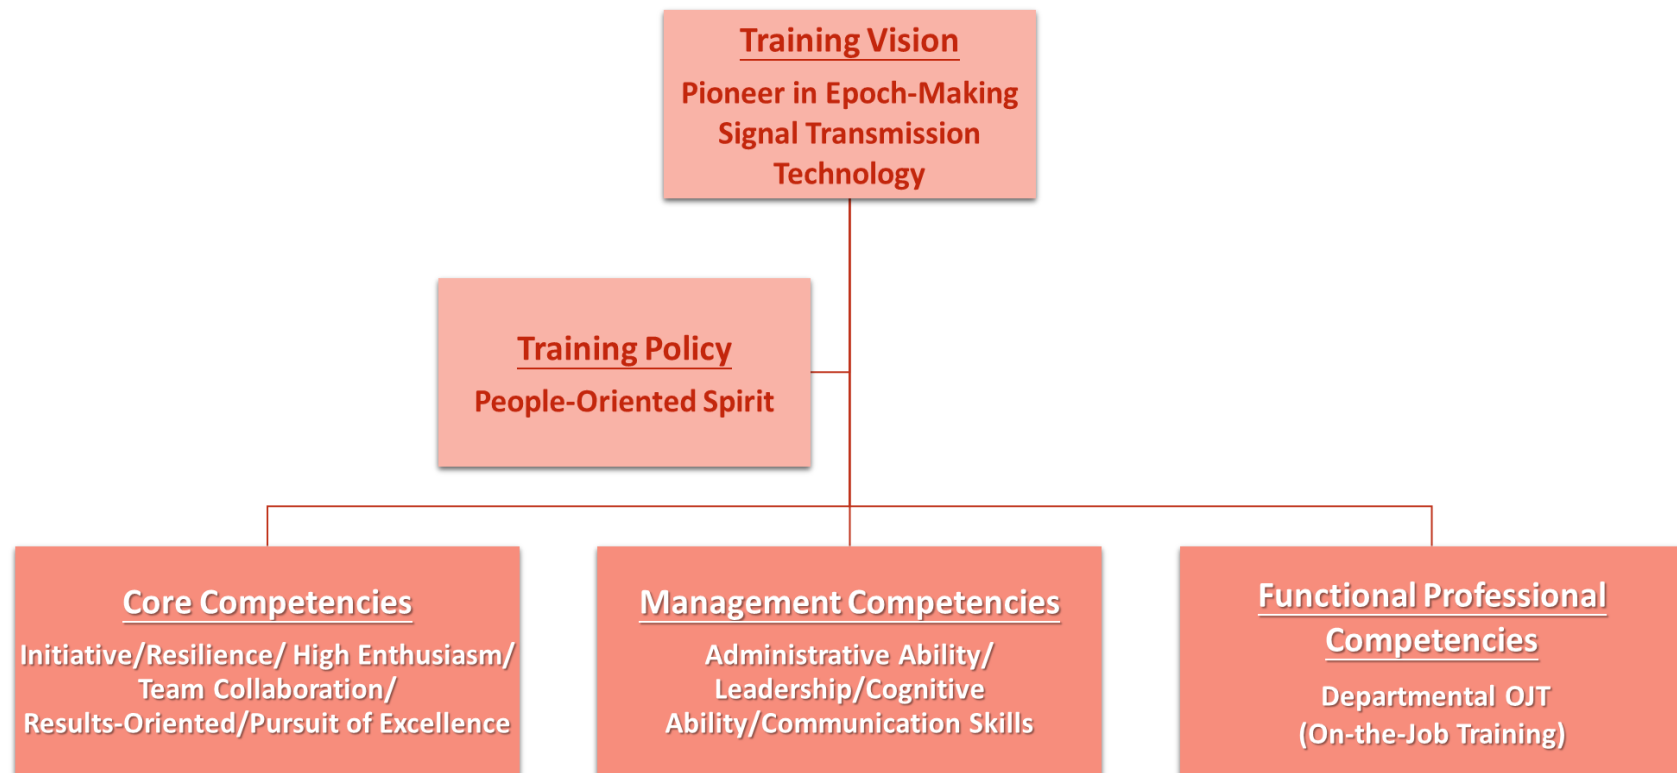 Training Vision
Pioneer in Epoch-Making
Signal Transmission
Technology
Training Policy
People-Oriented Spirit
Core Competencies
Initiative/Resilience/ High Enthusiasm/
Team Collaboration/
Results-Oriented/Pursuit of Excellence
Management Competencies
Administrative Ability/
Leadership/Cognitive
Ability/Communication Skills
Functional Professional
Competencies
Departmental OJT
(On-the-Job Training)